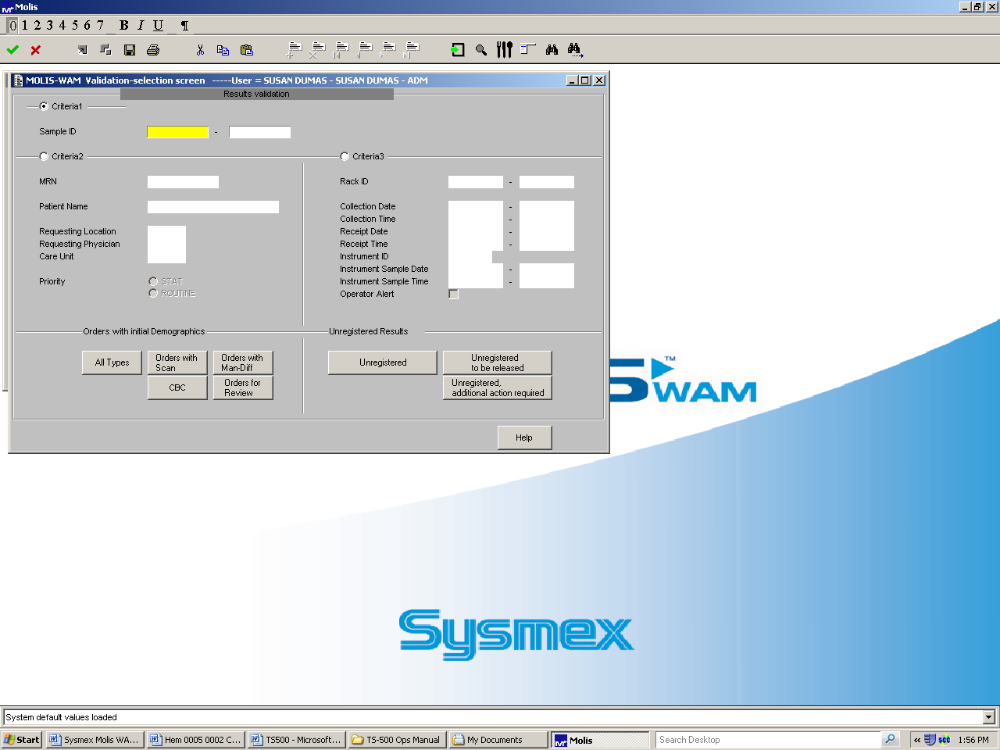 Molis
0 1 2 3 4 5 6 7 B I U ¶
MOLIS-WAM Validation-selection screen -----User = SUSAN DUMAS - SUSAN DUMAS - ADM
Results validation
Criteria1
Sample ID -
Criteria2 Criteria3
MRN Rack ID -
Patient Name Collection Date -
Collection Time -
Requesting Location Receipt Date -
Requesting Physician Receipt Time -
Care Unit Instrument ID
Instrument Sample Date -
Priority STAT Instrument Sample Time -
ROUTINE Operator Alert
Orders with initial Demographics Unregistered Results
All Types
Orders with
Scan
Orders with
Man-Diff
Unregistered
Unregistered
to be released
CBC
Orders for
Review
Unregistered,
additional action required
Help
WAM™
Sysmex
System default values loaded
Start Sysmex Molis WA... Hem 0005 0002 C... TS500 - Microsoft... TS-500 Ops Manual My Documents Molis Search Desktop « 1:56 PM